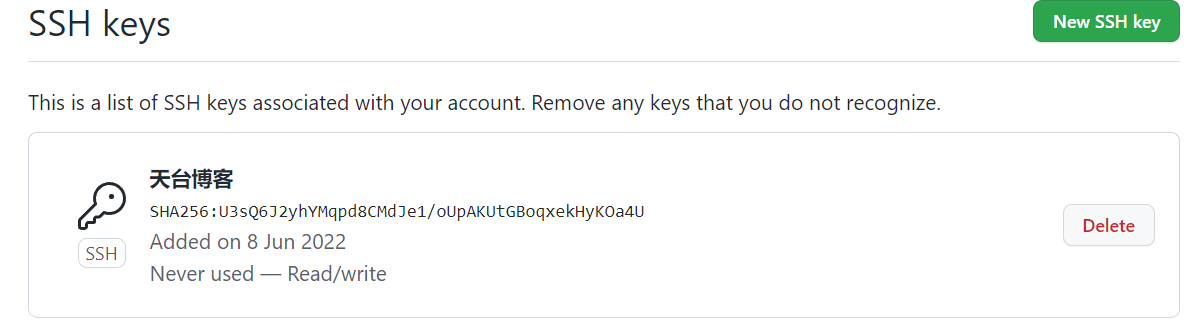 SSH keys
New SSH key
This is a list of SSH keys associated with your account. Remove any keys that you do not recognize.
天台博客
SHA256:U3sQ6J2yhYMqpd8CMdJe1/oUpAKUtGBoqxekHyKOa4U
Added on 8 Jun 2022
Never used — Read/write
SSH
Delete